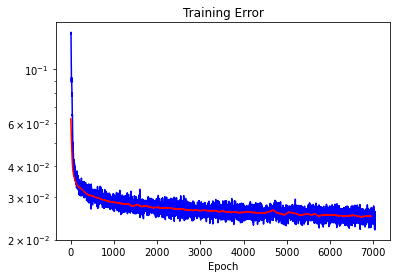 Training Error
10⁻¹
6 × 10⁻²
4 × 10⁻²
3 × 10⁻²
2 × 10⁻²
0 1000 2000 3000 4000 5000 6000 7000
Epoch